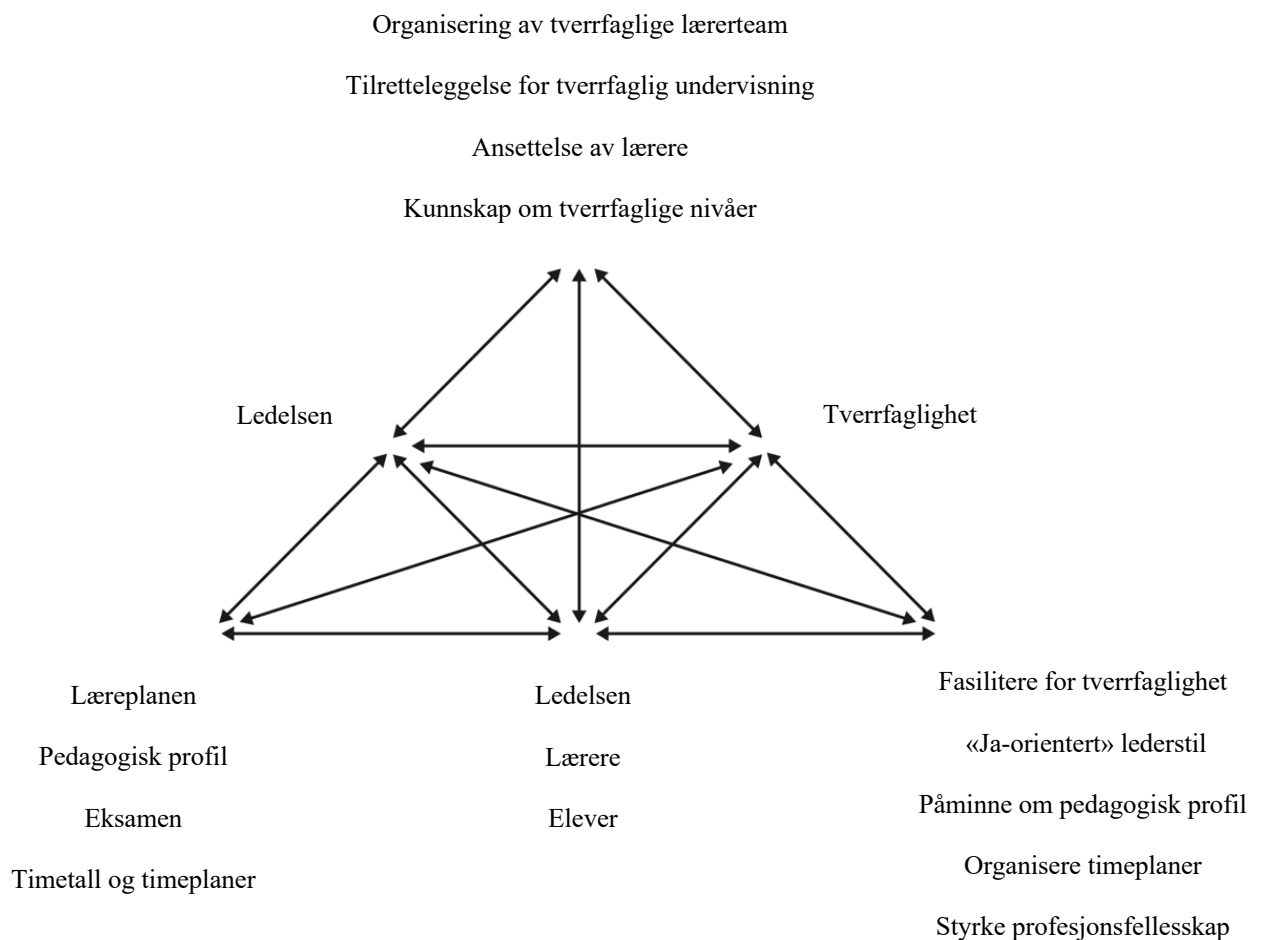 Organisering av tverrfaglige lærerteam
Tilretteleggelse for tverrfaglig undervisning
Ansettelse av lærere
Kunnskap om tverrfaglige nivåer
Ledelsen
Tverrfaglighet
Læreplanen
Pedagogisk profil
Eksamen
Timetall og timeplaner
Ledelsen
Lærere
Elever
Fasilitere for tverrfaglighet
«Ja-orientert» lederstil
Påminne om pedagogisk profil
Organisere timeplaner
Styrke profesjonsfellesskap